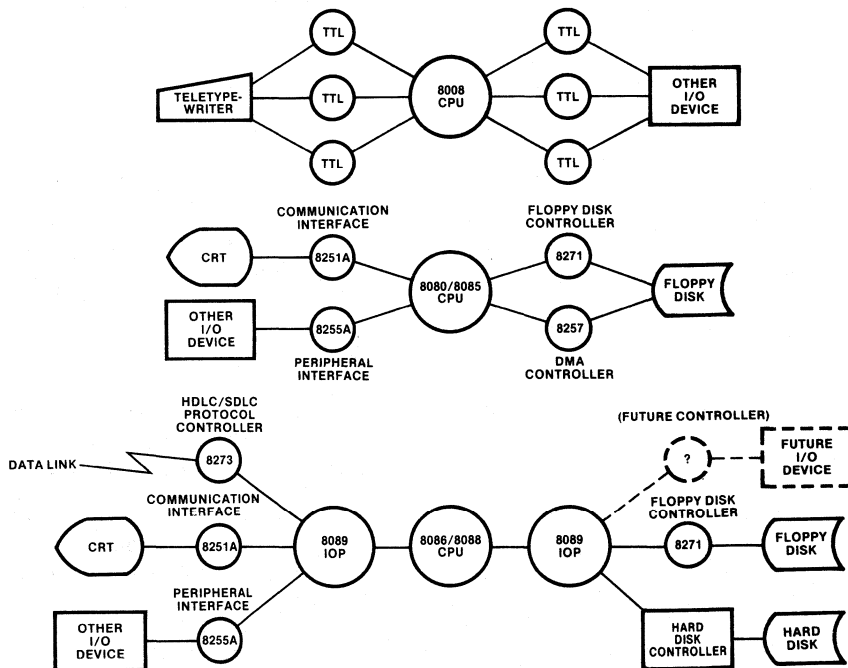 TTL
TTL
TELETYPE-
WRITER
TTL
8008
CPU
TTL
OTHER
I/O
DEVICE
TTL
TTL
COMMUNICATION
INTERFACE
FLOPPY DISK
CONTROLLER
CRT
8251A
8080/8085
CPU
8271
FLOPPY
DISK
OTHER
I/O
DEVICE
8255A
8257
PERIPHERAL
INTERFACE
DMA
CONTROLLER
HDLC/SDLC
PROTOCOL
CONTROLLER
(FUTURE CONTROLLER)
DATA LINK
8273
?
FUTURE
I/O
DEVICE
COMMUNICATION
INTERFACE
FLOPPY DISK
CONTROLLER
CRT
8251A
8089
IOP
8086/8088
CPU
8089
IOP
8271
FLOPPY
DISK
PERIPHERAL
INTERFACE
OTHER
I/O
DEVICE
8255A
HARD
DISK
CONTROLLER
HARD
DISK